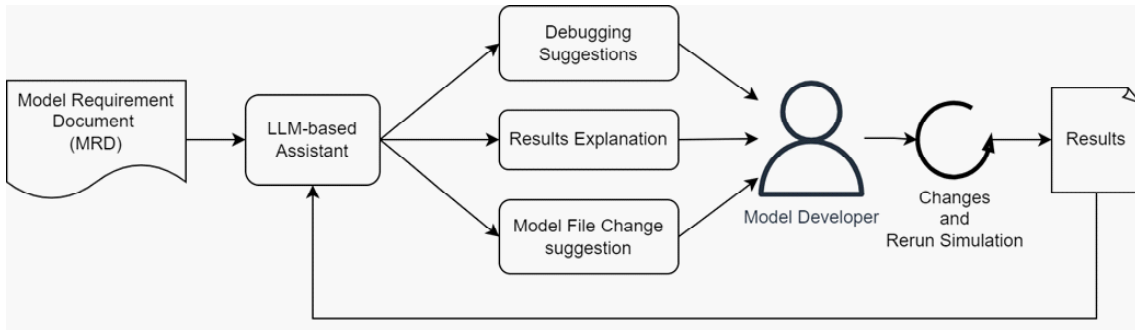 Model Requirement
Document
(MRD)
LLM-based
Assistant
Debugging
Suggestions
Results Explanation
Model File Change
suggestion
Model Developer
Changes
and
Rerun Simulation
Results